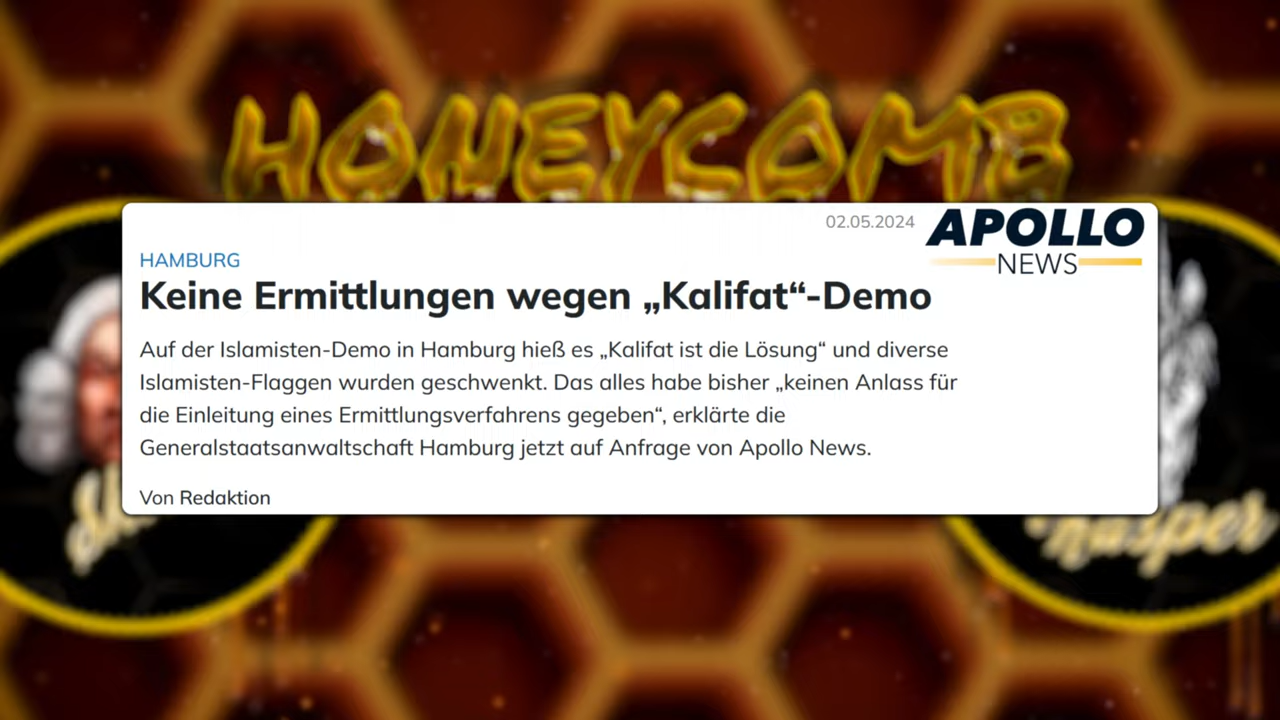 HONEYCOMB
02.05.2024
APOLLO
NEWS
HAMBURG
Keine Ermittlungen wegen „Kalifat“-Demo
Auf der Islamisten-Demo in Hamburg hieß es „Kalifat ist die Lösung“ und diverse
Islamisten-Flaggen wurden geschwenkt. Das alles habe bisher „keinen Anlass für
die Einleitung eines Ermittlungsverfahrens gegeben“, erklärte die
Generalstaatsanwaltschaft Hamburg jetzt auf Anfrage von Apollo News.
Von Redaktion